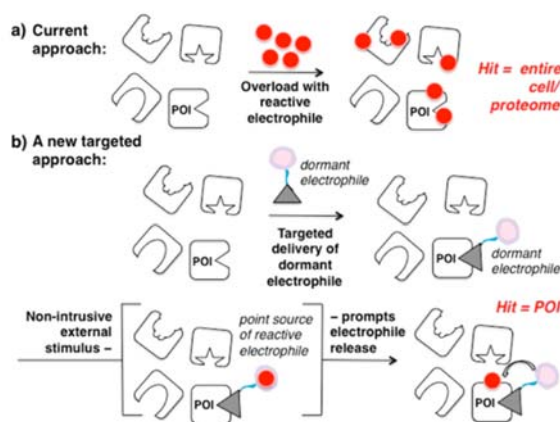 a) Current
approach:
Overload with
reactive
electrophile
POI
POI
Hit = entire
cell/
proteome
b) A new targeted
approach:
dormant
electrophile
Targeted
delivery of
dormant
electrophile
POI
POI
dormant
electrophile
Non-intrusive
external
stimulus –
point source
of reactive
electrophile
POI
– prompts
electrophile
release
Hit = POI
POI